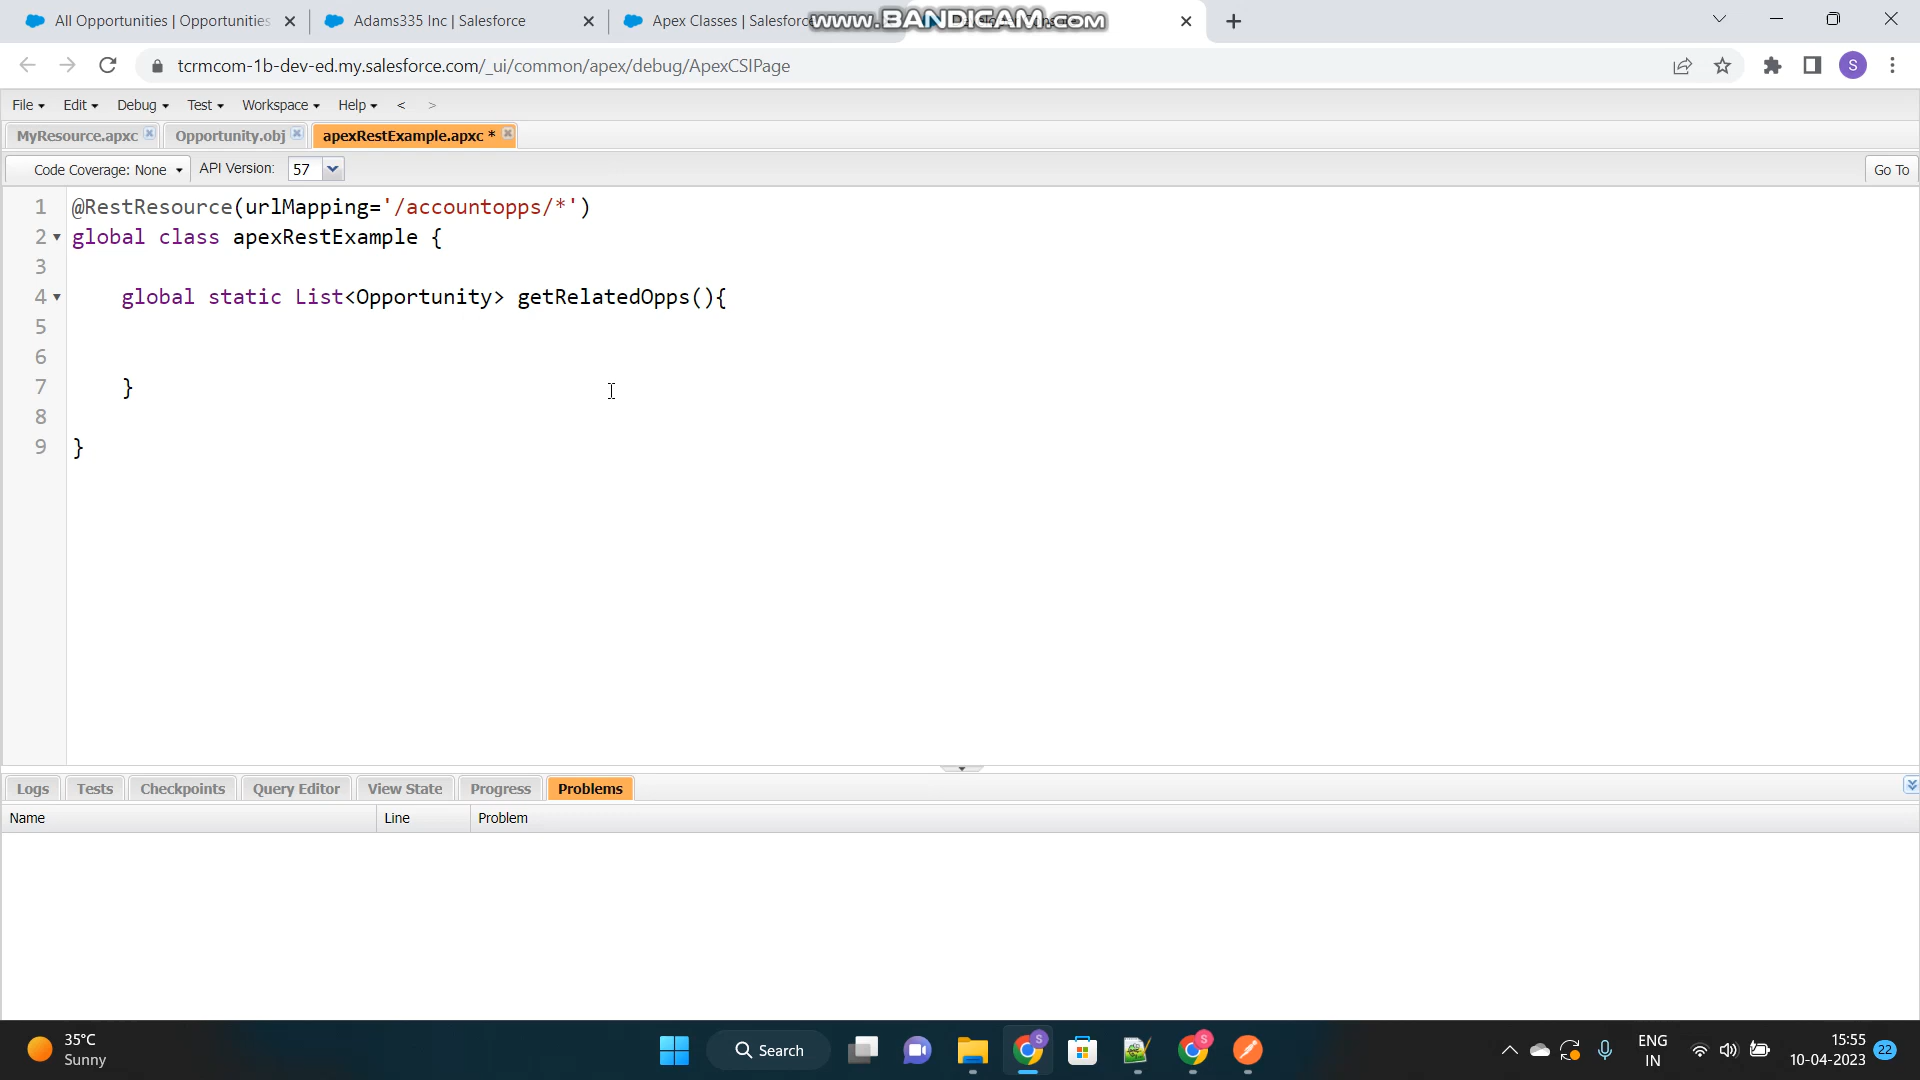 All Opportunities | Opportunities
Adams335 Inc | Salesforce
Apex Classes | Salesforce
www.BANDICAM.com
tcrmcom-1b-dev-ed.my.salesforce.com/_ui/common/apex/debug/ApexCSIPage
S
File Edit Debug Test Workspace Help < >
MyResource.apxc
Opportunity.obj
apexRestExample.apxc *
Code Coverage: None
API Version: 57
Go To
1 @RestResource(urlMapping='/accountopps/*')
2 global class apexRestExample {
3
4 global static List<Opportunity> getRelatedOpps(){
5
6
7 }
8
9 }
Logs Tests Checkpoints Query Editor View State Progress Problems
Name Line Problem
35°C
Sunny
Search
S
S
ENG
IN
15:55
10-04-2023
22